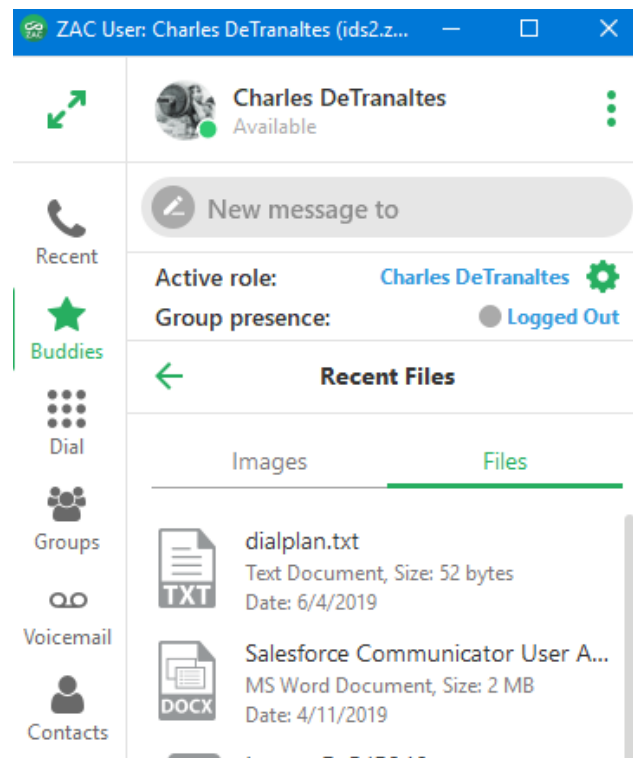 ZAC User: Charles DeTranaltes (ids2.z...
Charles DeTranaltes
Available
New message to
Active role: Charles DeTranaltes
Group presence: Logged Out
Recent
Buddies
Dial
Groups
Voicemail
Contacts
Recent Files
Images Files
dialplan.txt
Text Document, Size: 52 bytes
Date: 6/4/2019
TXT
Salesforce Communicator User A...
MS Word Document, Size: 2 MB
Date: 4/11/2019
DOCX